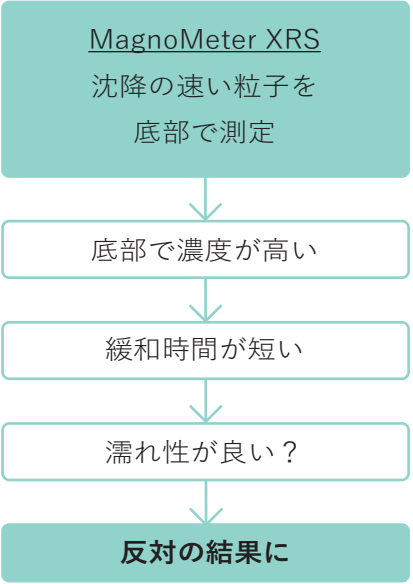 MagnoMeter XRS
沈降の速い粒子を
底部で測定
底部で濃度が高い
緩和時間が短い
濡れ性が良い？
反対の結果に